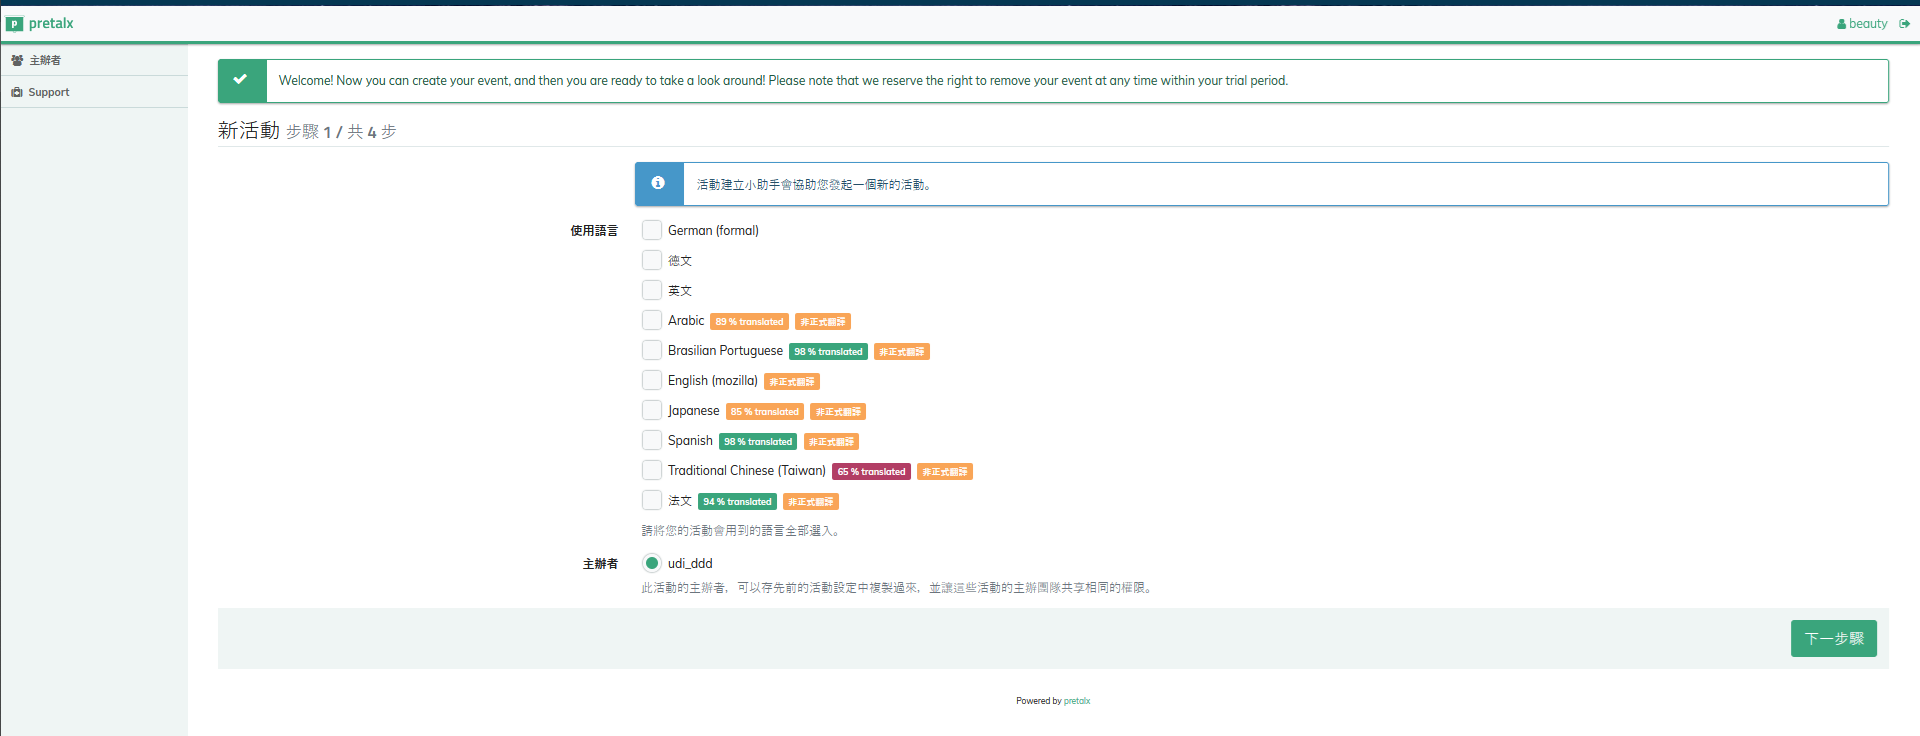 pretalx
beauty
主辦者
Support
Welcome! Now you can create your event, and then you are ready to take a look around! Please note that we reserve the right to remove your event at any time within your trial period.
新活動 步驟 1 / 共 4 步
活動建立小助手會協助您發起一個新的活動。
使用語言
German (formal)
德文
英文
Arabic 89 % translated 非正式翻譯
Brasilian Portuguese 98 % translated 非正式翻譯
English (mozilla) 非正式翻譯
Japanese 85 % translated 非正式翻譯
Spanish 98 % translated 非正式翻譯
Traditional Chinese (Taiwan) 65 % translated 非正式翻譯
法文 94 % translated 非正式翻譯
請將您的活動會用到的語言全部選入。
主辦者 udi_ddd
此活動的主辦者，可以存先前的活動設定中複製過來，並讓這些活動的主辦團隊共享相同的權限。
下一步驟
Powered by pretalx